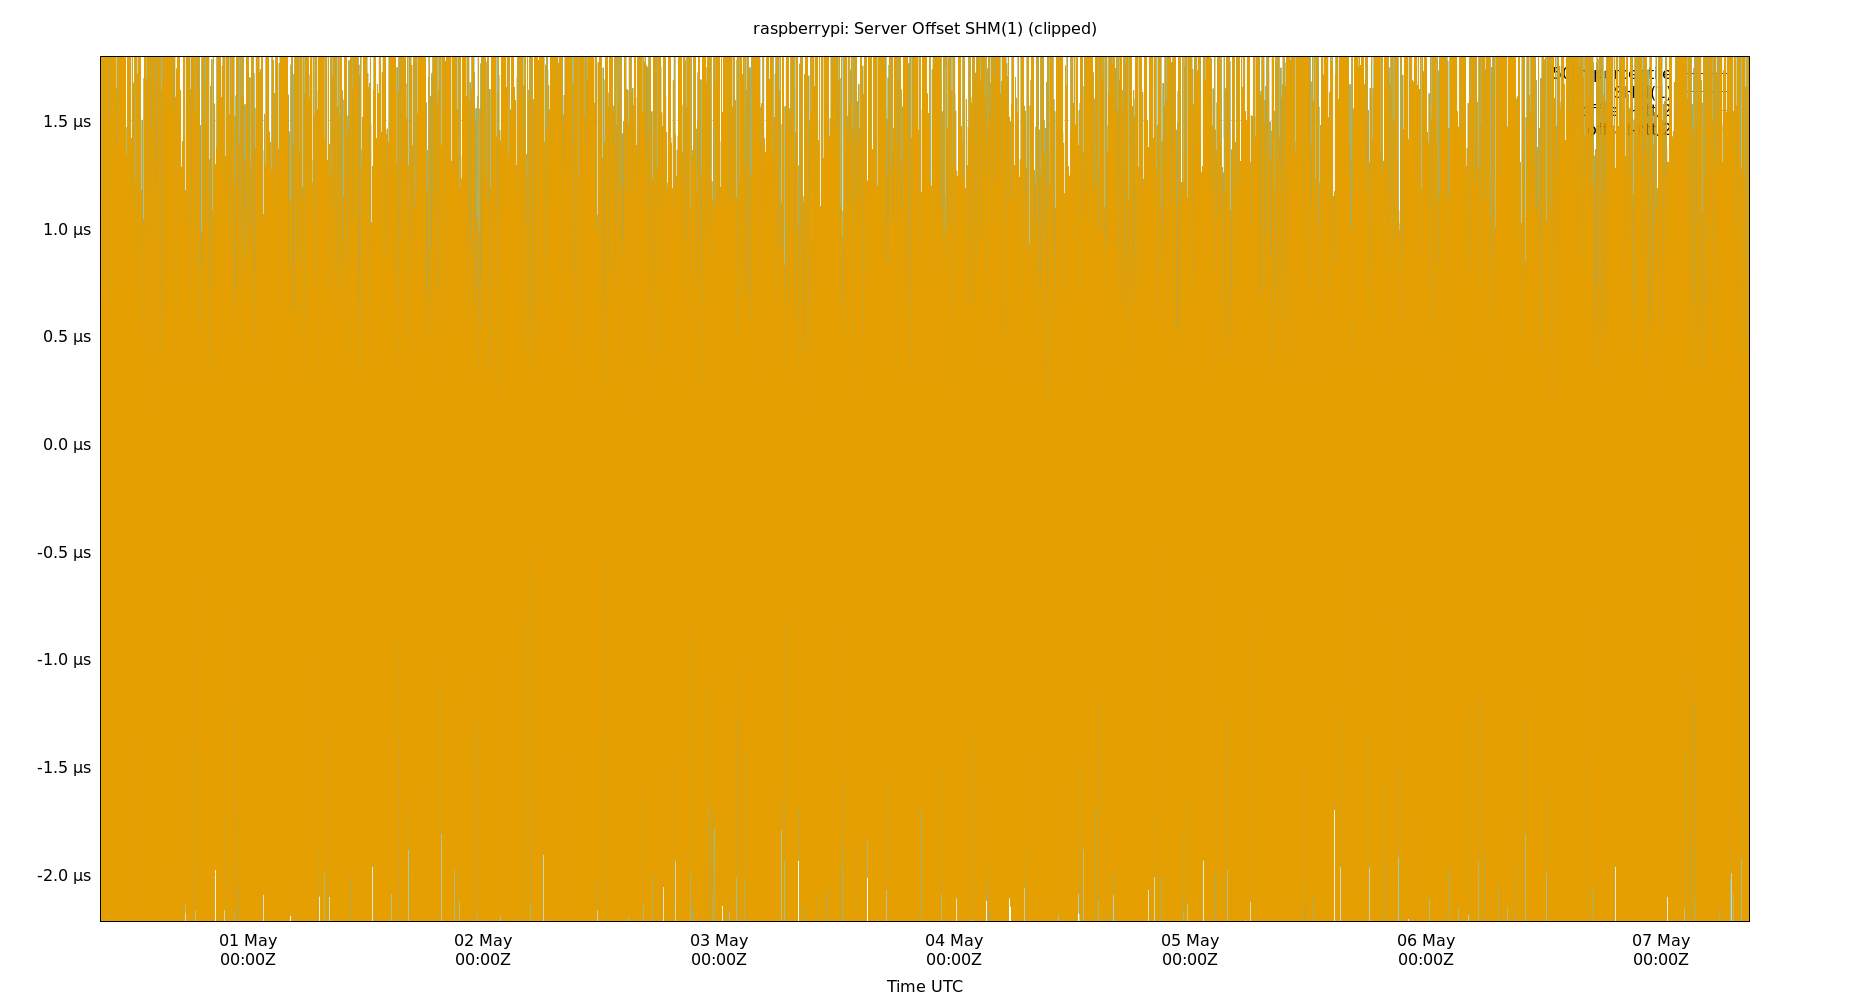 raspberrypi: Server Offset SHM(1) (clipped)
1.5 µs
1.0 µs
0.5 µs
0.0 µs
-0.5 µs
-1.0 µs
-1.5 µs
-2.0 µs
01 May 02 May 03 May 04 May 05 May 06 May 07 May
00:00Z 00:00Z 00:00Z 00:00Z 00:00Z 00:00Z 00:00Z
Time UTC